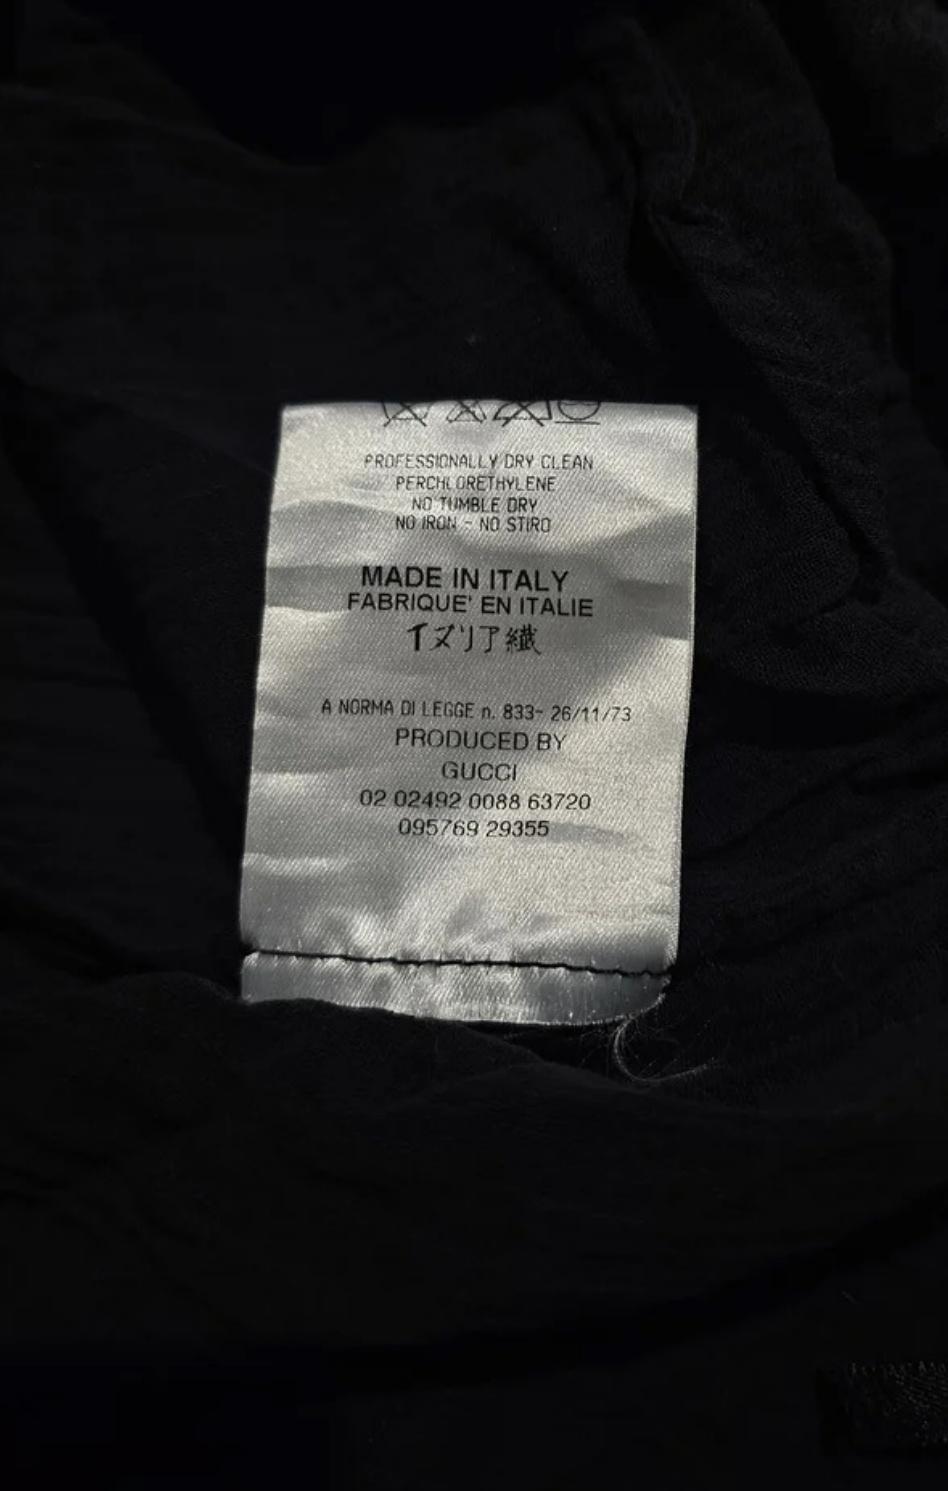 PROFESSIONALLY DRY CLEAN
PERCHLORETHYLENE
NO TUMBLE DRY
NO IRON - NO STIRO
MADE IN ITALY
FABRIQUE' EN ITALIE
イヌリア繊
A NORMA DI LEGGE n. 833- 26/11/73
PRODUCED BY
GUCCI
02 02492 0088 63720
095769 29355